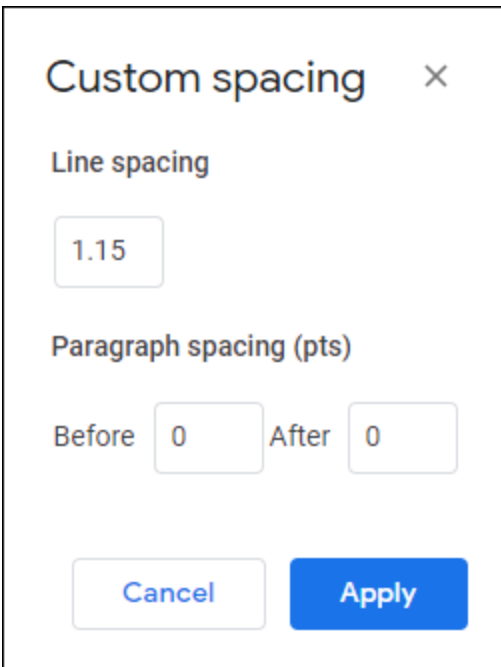 Custom spacing
Line spacing
1.15
Paragraph spacing (pts)
Before 0 After 0
Cancel Apply